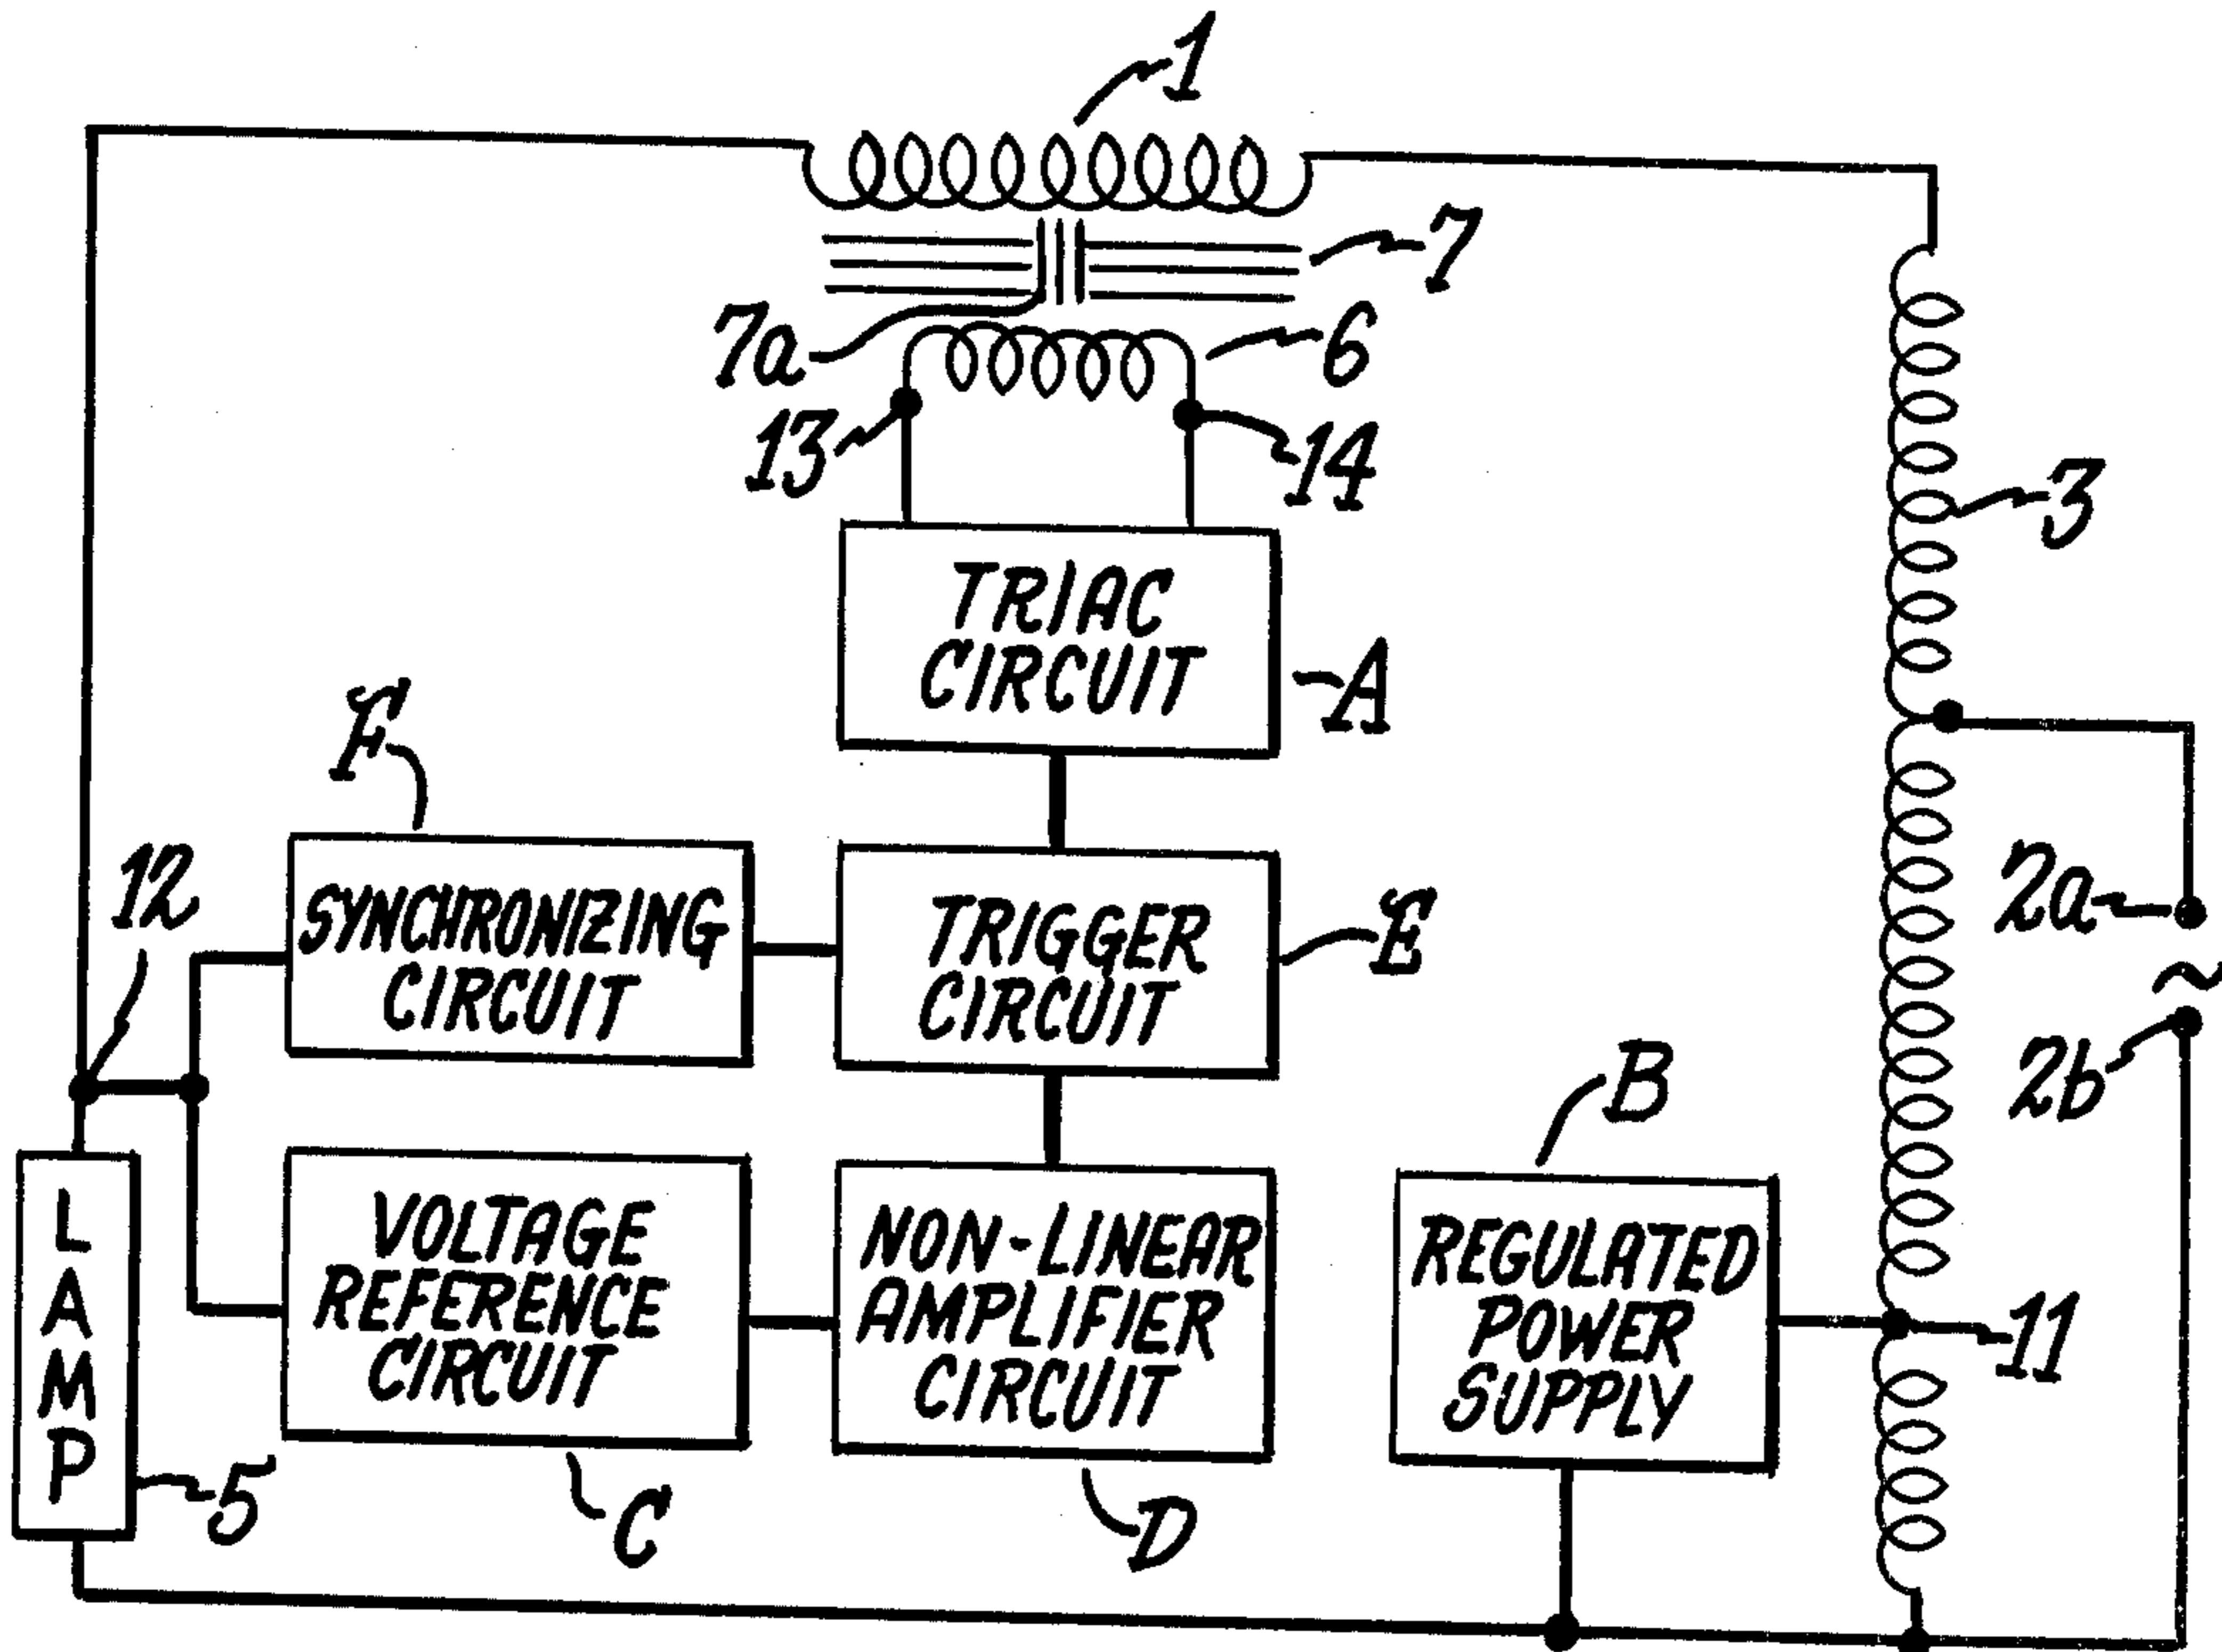 1
7
7a
6
13
14
3
TRIAC
CIRCUIT
A
F
12
SYNCHRONIZING
CIRCUIT
TRIGGER
CIRCUIT
E
2a
~
2b
B
LAMP
VOLTAGE
REFERENCE
CIRCUIT
NON-LINEAR
AMPLIFIER
CIRCUIT
REGULATED
POWER
SUPPLY
11
5
C
D